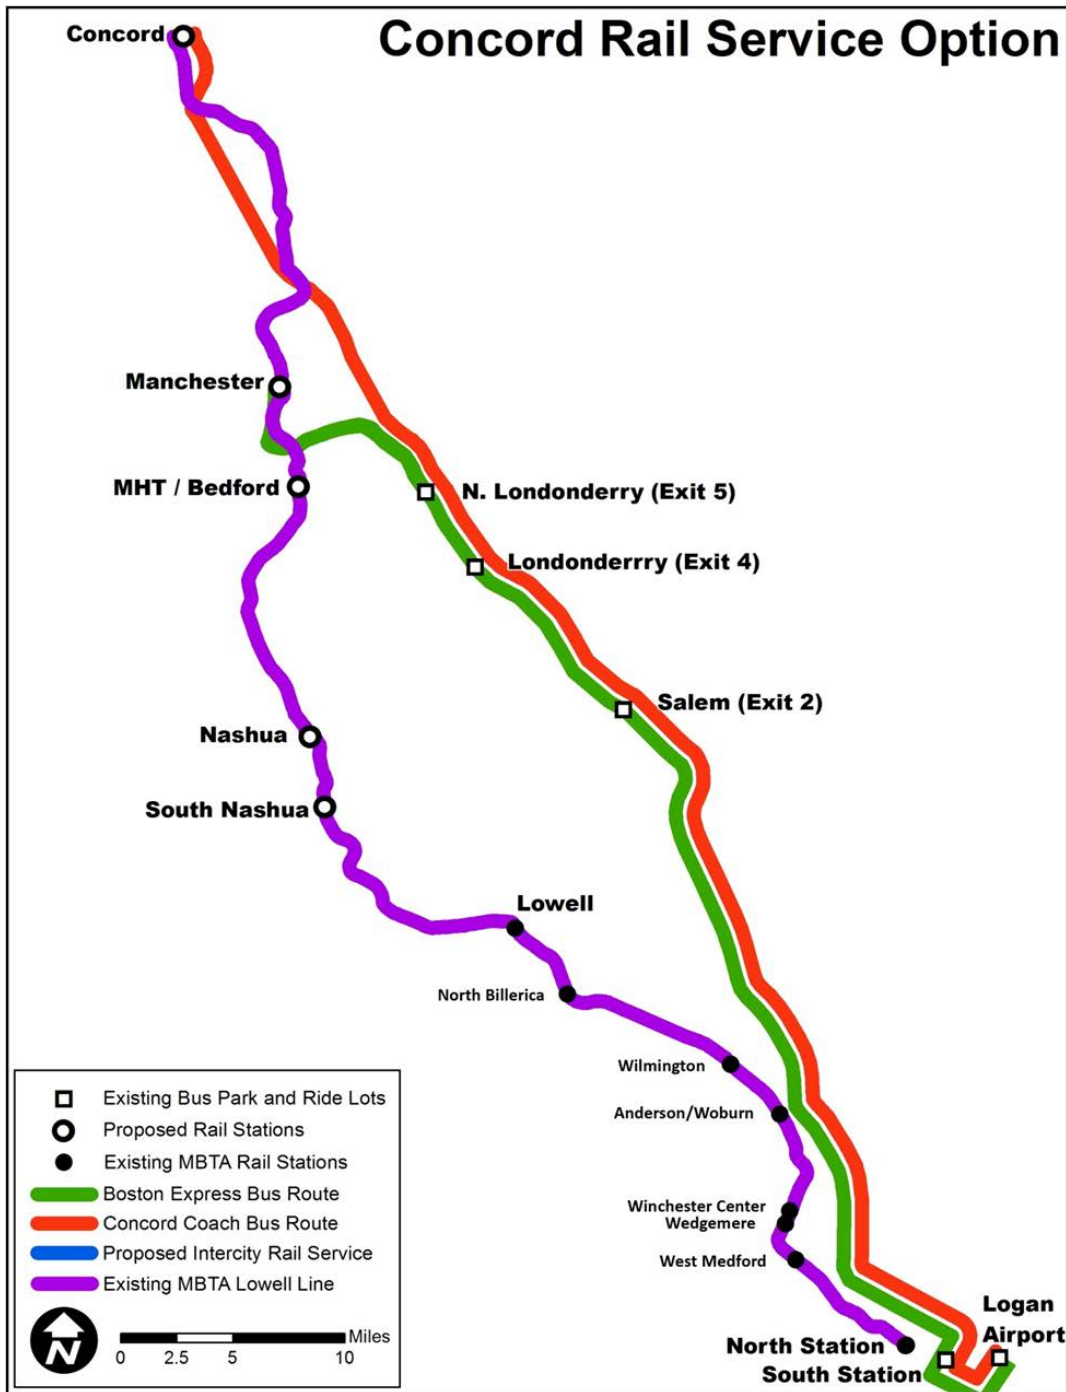 Concord Rail Service Option
Concord
Manchester
MHT / Bedford
N. Londonderry (Exit 5)
Londonderrry (Exit 4)
Salem (Exit 2)
Nashua
South Nashua
Lowell
North Billerica
Wilmington
Anderson/Woburn
Winchester Center
Wedgemere
West Medford
Logan
Airport
North Station
South Station
Existing Bus Park and Ride Lots
Proposed Rail Stations
Existing MBTA Rail Stations
Boston Express Bus Route
Concord Coach Bus Route
Proposed Intercity Rail Service
Existing MBTA Lowell Line
N
Miles
0 2.5 5 10